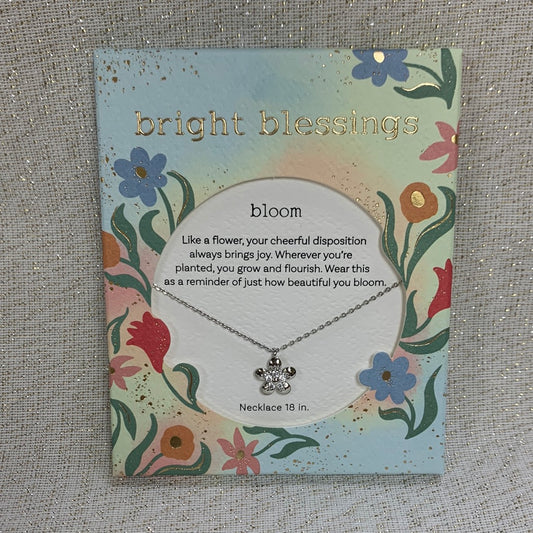 bright blessings
bloom
Like a flower, your cheerful disposition
always brings joy. Wherever you're
planted, you grow and flourish. Wear this
as a reminder of just how beautiful you bloom.
Necklace 18 in.